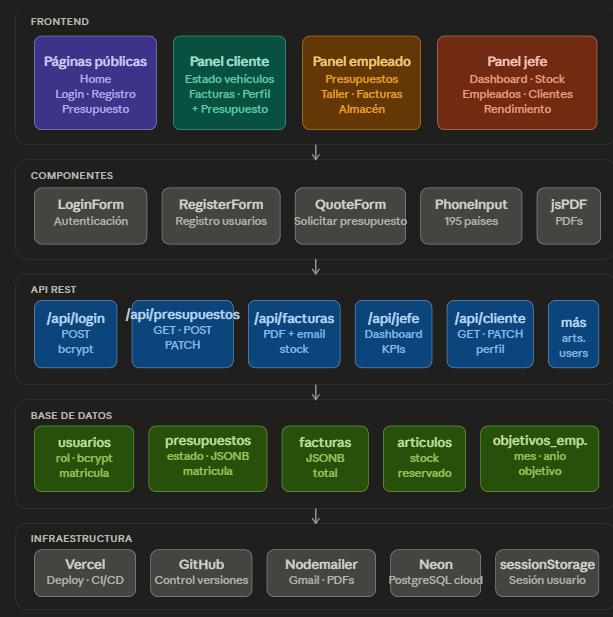 FRONTEND
Páginas públicas
Home
Login · Registro
Presupuesto
Panel cliente
Estado vehículos
Facturas · Perfil
+ Presupuesto
Panel empleado
Presupuestos
Taller · Facturas
Almacén
Panel jefe
Dashboard · Stock
Empleados · Clientes
Rendimiento
COMPONENTES
LoginForm
Autenticación
RegisterForm
Registro usuarios
QuoteForm
Solicitar presupuesto
PhoneInput
195 países
jsPDF
PDFs
API REST
/api/login
POST
bcrypt
/api/presupuestos
GET · POST
PATCH
/api/facturas
PDF + email
stock
/api/jefe
Dashboard
KPIs
/api/cliente
GET · PATCH
perfil
más
arts.
users
BASE DE DATOS
usuarios
rol · bcrypt
matricula
presupuestos
estado · JSONB
matricula
facturas
JSONB
total
articulos
stock
reservado
objetivos_emp.
mes · anio
objetivo
INFRAESTRUCTURA
Vercel
Deploy · CI/CD
GitHub
Control versiones
Nodemailer
Gmail · PDFs
Neon
PostgreSQL cloud
sessionStorage
Sesión usuario